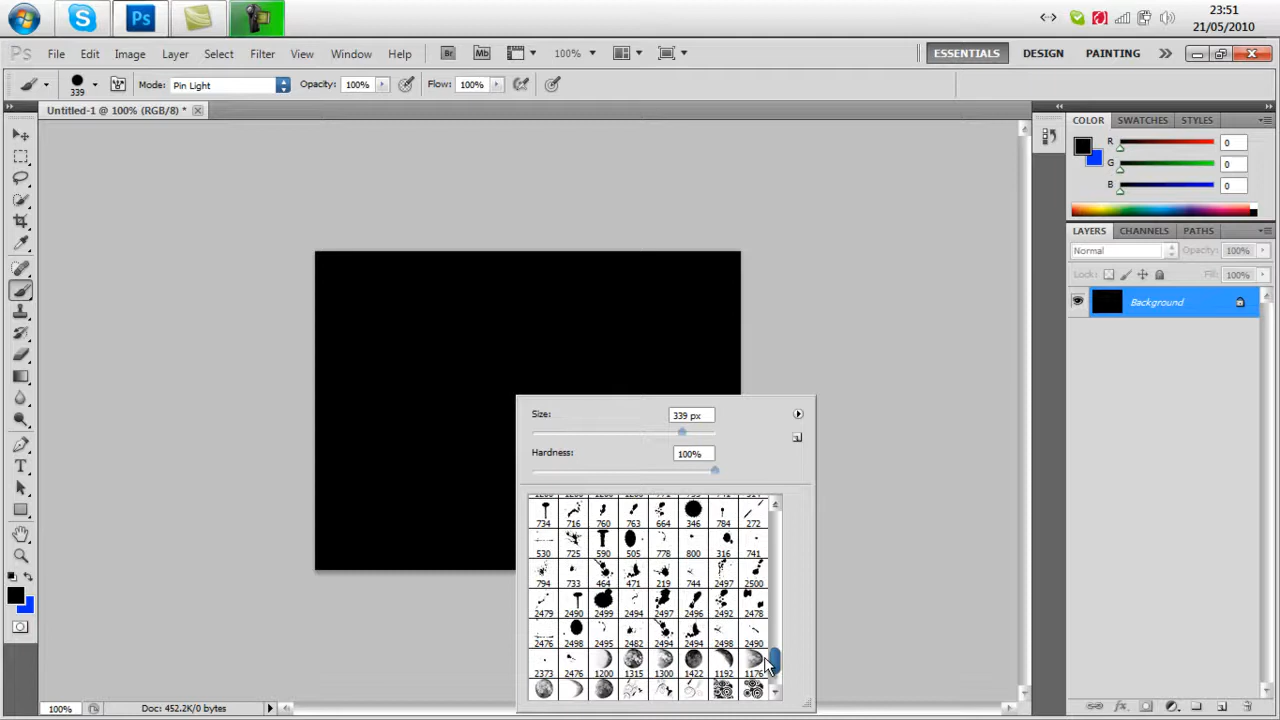 S Ps 23:51
21/05/2010
Ps File Edit Image Layer Select Filter View Window Help Br Mb 100% ESSENTIALS DESIGN PAINTING
339 Mode: Pin Light Opacity: 100% Flow: 100%
Untitled-1 @ 100% (RGB/8) *
COLOR SWATCHES STYLES
R 0
G 0
B 0
LAYERS CHANNELS PATHS
Normal Opacity: 100%
Lock: Fill: 100%
Background
Size: 339 px
Hardness: 100%
734 716 760 763 664 346 784 272
530 725 590 505 778 800 316 741
794 733 464 471 219 744 2497 2500
2479 2490 2499 2494 2497 2496 2492 2478
2476 2498 2495 2482 2494 2494 2498 2490
2373 2476 1200 1315 1300 1422 1192 1176
100% Doc: 452.2K/0 bytes